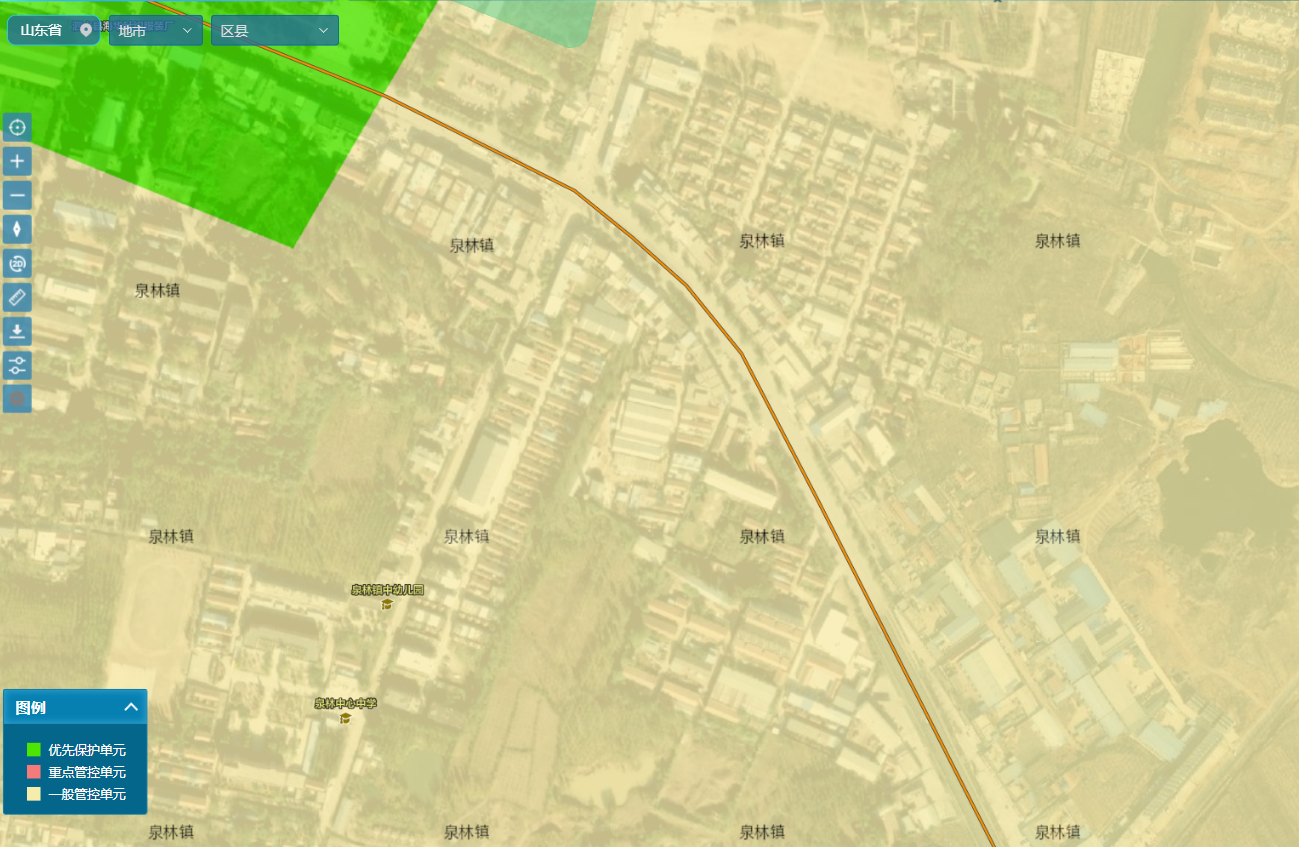 山东省
地市
区县
泉林镇
泉林镇
泉林镇
泉林镇
2D
泉林镇
泉林镇
泉林镇
泉林镇
泉林镇中幼儿园
泉林中心中学
图例
优先保护单元
重点管控单元
一般管控单元
泉林镇
泉林镇
泉林镇
泉林镇